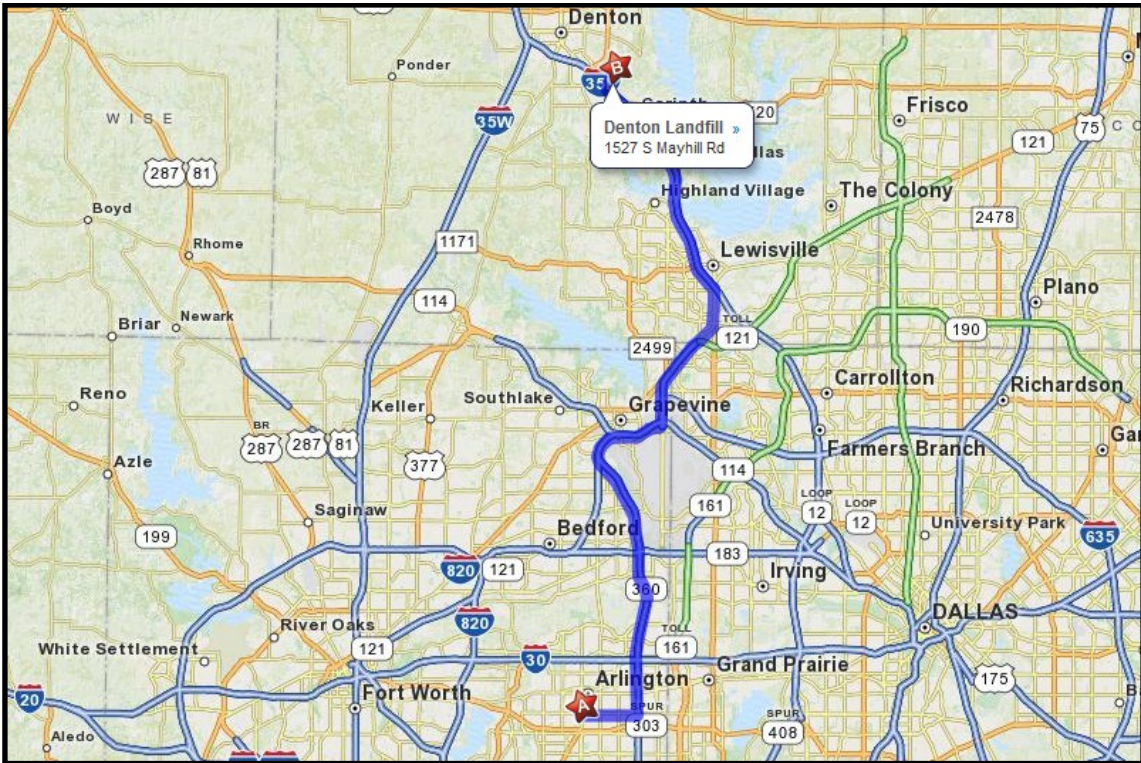 Denton
Ponder
B
35
Corinth
720
Frisco
WISE
35W
Denton Landfill »
1527 S Mayhill Rd
75
121
287 81
Highland Village
The Colony
Boyd
2478
Rhome
1171
Lewisville
114
Plano
Briar
Newark
TOLL
121
190
2499
Reno
Keller
Southlake
Carrollton
Richardson
Grapevine
BR
287
287 81
377
Farmers Branch
Azle
114
161
LOOP
12
LOOP
12
Saginaw
199
Bedford
University Park
635
183
820
121
Irving
360
820
River Oaks
DALLAS
White Settlement
121
TOLL
161
30
Grand Prairie
Arlington
175
20
Fort Worth
A
SPUR
303
SPUR
408
Aledo